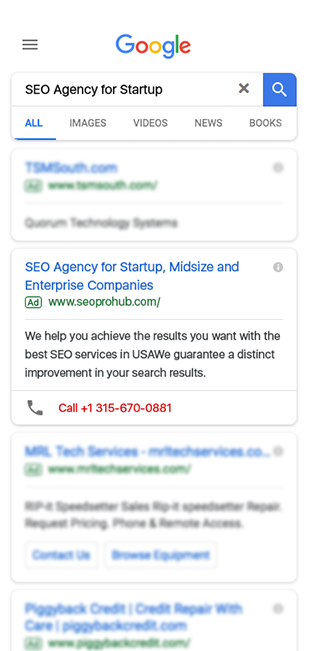 Google
SEO Agency for Startup
ALL IMAGES VIDEOS NEWS BOOKS
TSMSouth.com
Ad www.tsmsouth.com/
Quorum Technology Systems
SEO Agency for Startup, Midsize and
Enterprise Companies
Ad www.seoprohub.com/
We help you achieve the results you want with the
best SEO services in USAWe guarantee a distinct
improvement in your search results.
Call +1 315-670-0881
MRL Tech Services - mrltechservices.co...
Ad www.mrltechservices.com/
RIP-It Speedsetter Sales Rip-it speedsetter Repair.
Request Pricing. Phone & Remote Access.
Contact Us Browse Equipment
Piggyback Credit | Credit Repair With
Care | piggybackcredit.com
Ad www.piggybackcredit.com/